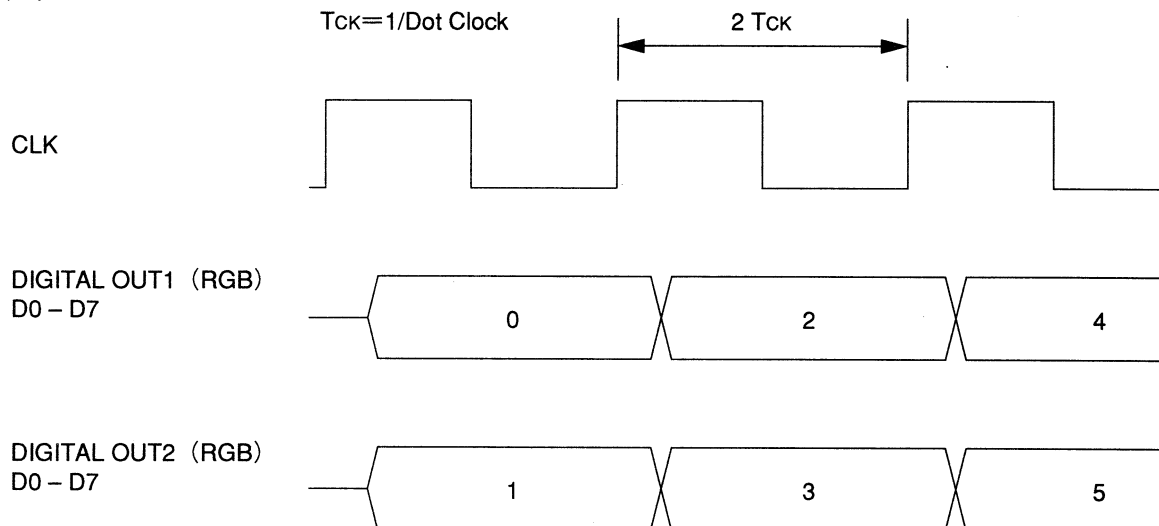 TCK=1/Dot Clock
2 TCK
CLK
DIGITAL OUT1 (RGB)
D0 – D7
0
2
4
DIGITAL OUT2 (RGB)
D0 – D7
1
3
5